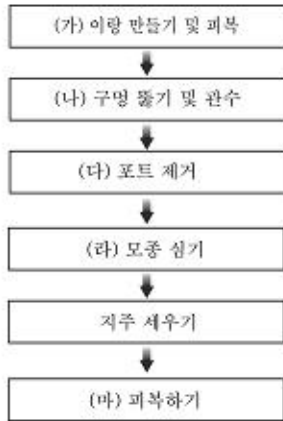 (가) 이랑 만들기 및 피복
(나) 구멍 뚫기 및 관수
(다) 포트 제거
(라) 모종 심기
지주 세우기
(마) 피복하기